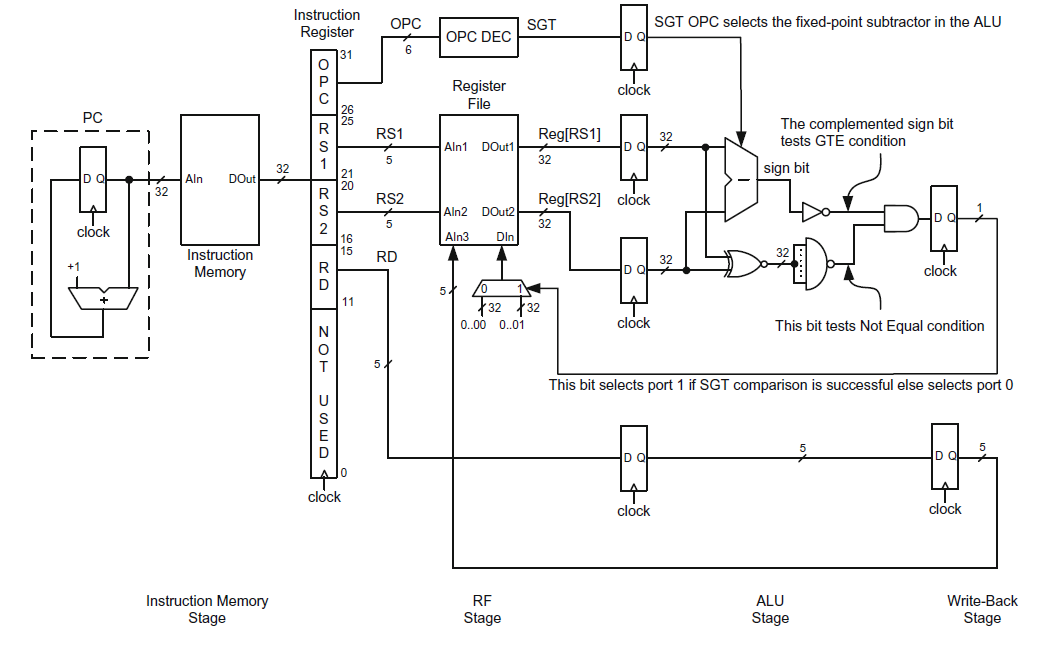 Instruction
Register
OPC
6
OPC DEC
SGT
D Q
clock
SGT OPC selects the fixed-point subtractor in the ALU
31
O
P
C
26
25
R
S
1
21
20
R
S
2
16
15
R
D
11
N
O
T
U
S
E
D
0
clock
PC
D Q
clock
+1
+
32
AIn
DOut
Instruction
Memory
32
RS1
5
RS2
5
RD
5
Register
File
AIn1
DOut1
AIn2
DOut2
AIn3
DIn
Reg[RS1]
32
Reg[RS2]
32
D Q
clock
D Q
clock
32
32
5
0
1
32
32
0..00
0..01
sign bit
The complemented sign bit
tests GTE condition
32
This bit tests Not Equal condition
D Q
clock
1
This bit selects port 1 if SGT comparison is successful else selects port 0
D Q
clock
5
D Q
clock
5
Instruction Memory
Stage
RF
Stage
ALU
Stage
Write-Back
Stage